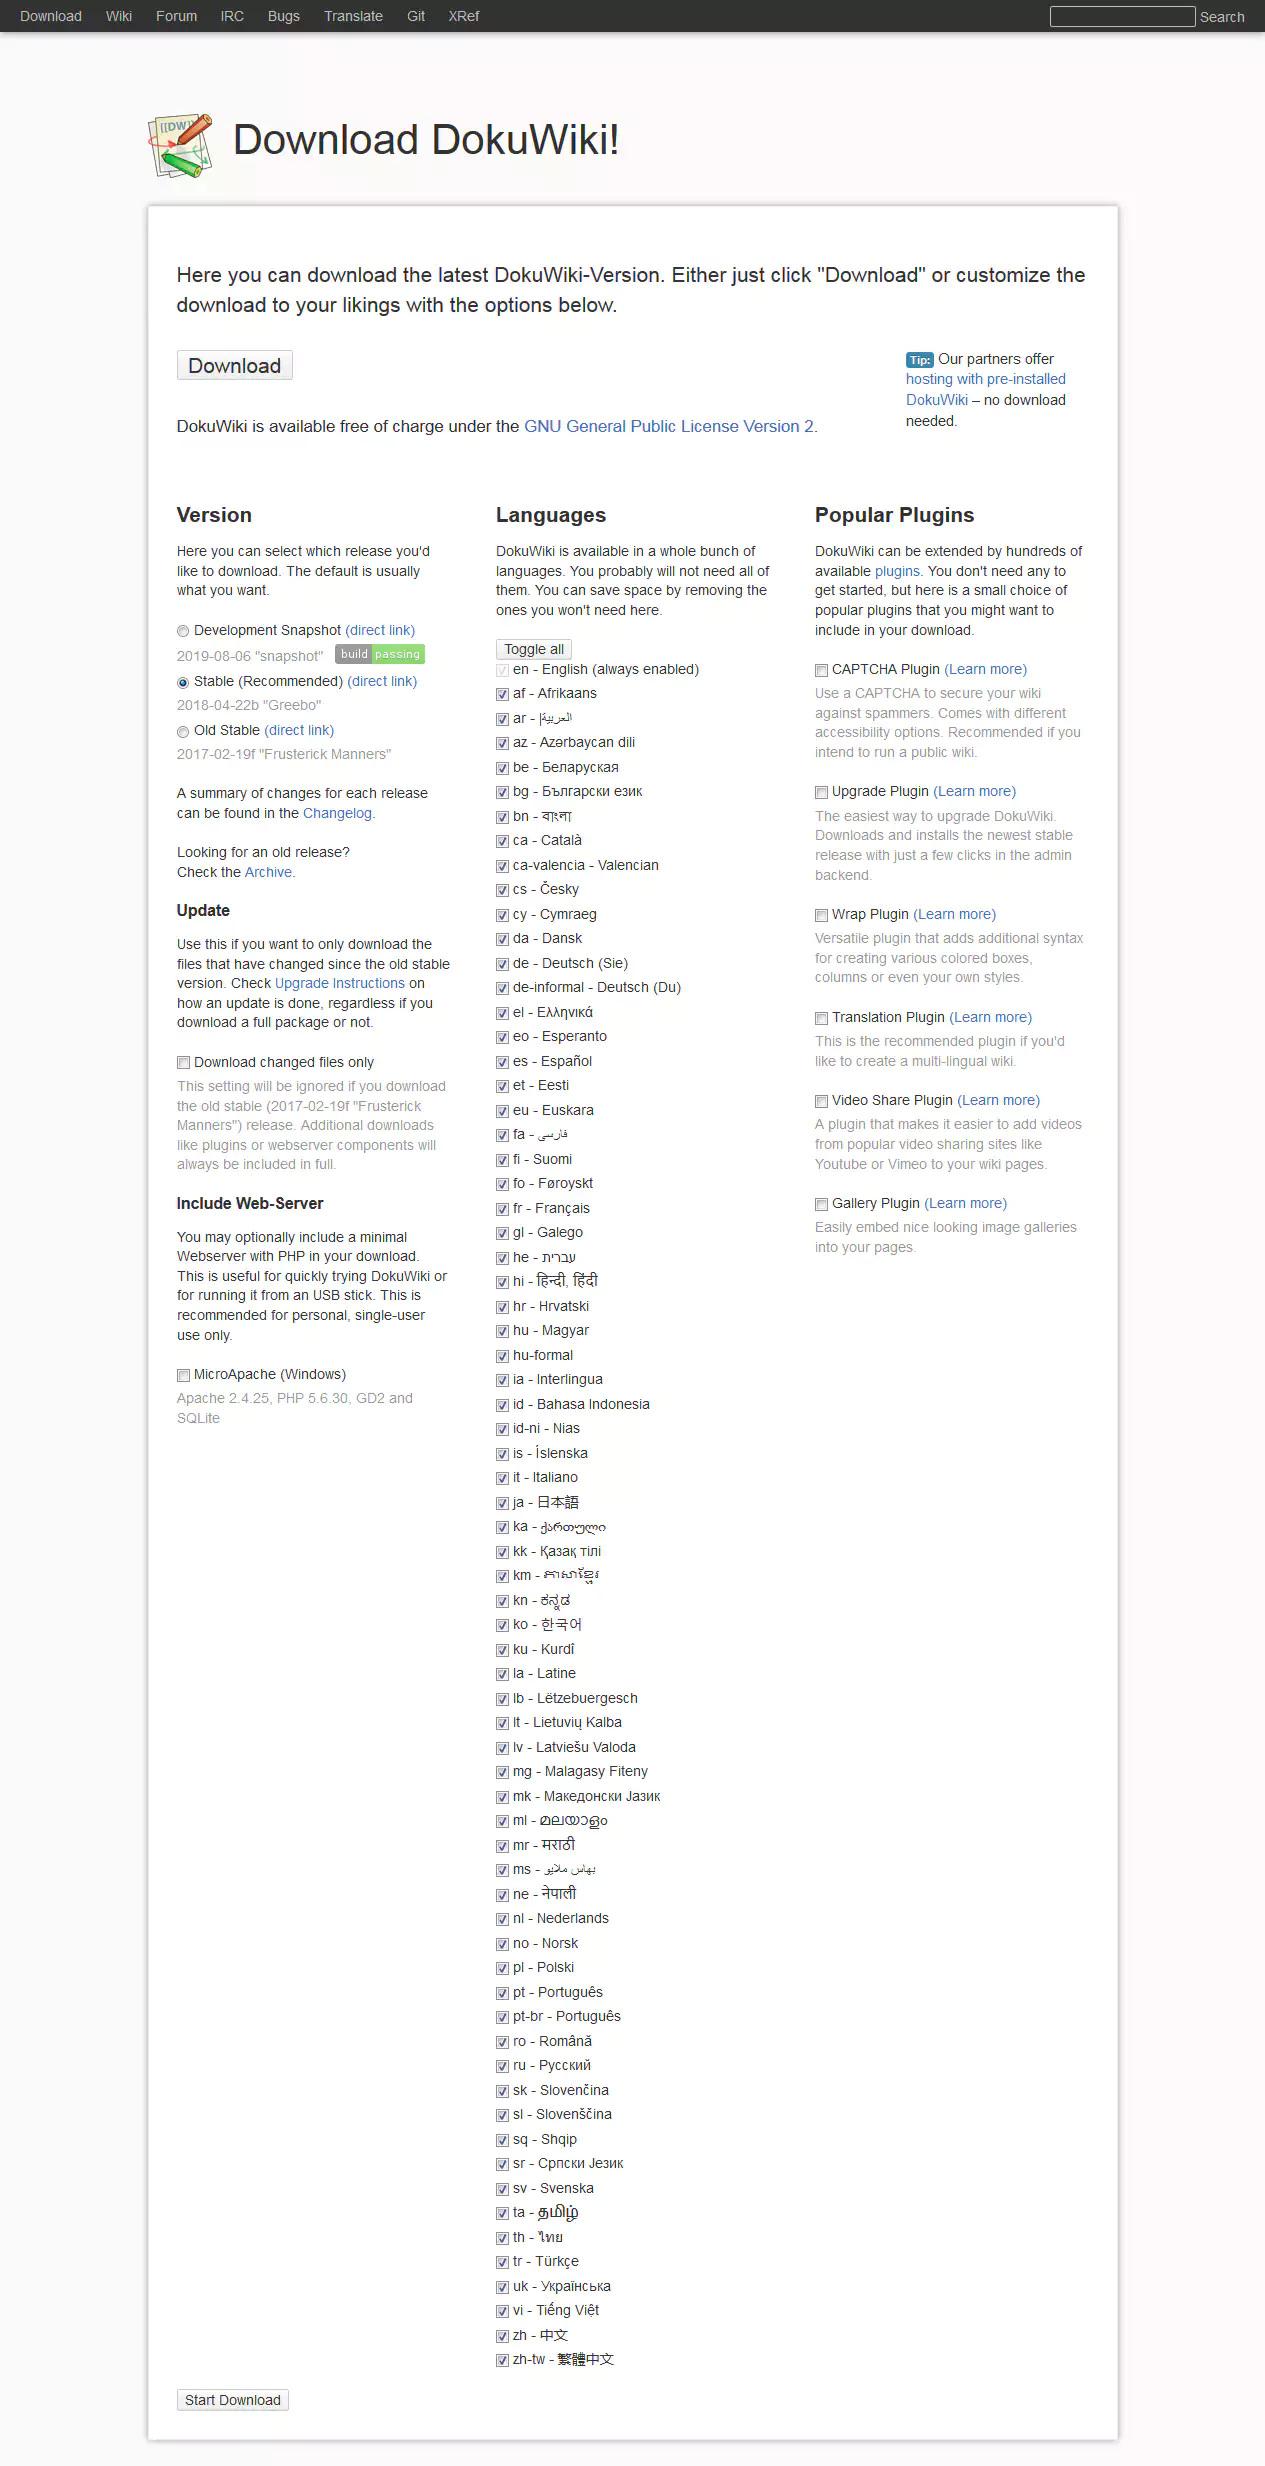 Download Wiki Forum IRC Bugs Translate Git XRef Search
[[DW]]
Download DokuWiki!
Here you can download the latest DokuWiki-Version. Either just click "Download" or customize the
download to your likings with the options below.
Download
Tip: Our partners offer
hosting with pre-installed
DokuWiki – no download
needed.
DokuWiki is available free of charge under the GNU General Public License Version 2.
Version
Here you can select which release you'd
like to download. The default is usually
what you want.
Development Snapshot (direct link)
2019-08-06 "snapshot" build passing
Stable (Recommended) (direct link)
2018-04-22b "Greebo"
Old Stable (direct link)
2017-02-19f "Frusterick Manners"
A summary of changes for each release
can be found in the Changelog.
Looking for an old release?
Check the Archive.
Update
Use this if you want to only download the
files that have changed since the old stable
version. Check Upgrade Instructions on
how an update is done, regardless if you
download a full package or not.
Download changed files only
This setting will be ignored if you download
the old stable (2017-02-19f "Frusterick
Manners") release. Additional downloads
like plugins or webserver components will
always be included in full.
Include Web-Server
You may optionally include a minimal
Webserver with PHP in your download.
This is useful for quickly trying DokuWiki or
for running it from an USB stick. This is
recommended for personal, single-user
use only.
MicroApache (Windows)
Apache 2.4.25, PHP 5.6.30, GD2 and
SQLite
Languages
DokuWiki is available in a whole bunch of
languages. You probably will not need all of
them. You can save space by removing the
ones you won't need here.
Toggle all
en - English (always enabled)
af - Afrikaans
ar - العربية|
az - Azərbaycan dili
be - Беларуская
bg - Български език
bn - বাংলা
ca - Català
ca-valencia - Valencian
cs - Česky
cy - Cymraeg
da - Dansk
de - Deutsch (Sie)
de-informal - Deutsch (Du)
el - Ελληνικά
eo - Esperanto
es - Español
et - Eesti
eu - Euskara
fa - فارسی
fi - Suomi
fo - Føroyskt
fr - Français
gl - Galego
he - עברית
hi - हिन्दी, हिंदी
hr - Hrvatski
hu - Magyar
hu-formal
ia - Interlingua
id - Bahasa Indonesia
id-ni - Nias
is - Íslenska
it - Italiano
ja - 日本語
ka - ქართული
kk - Қазақ тілі
km - ភាសាខ្មែរ
kn - ಕನ್ನಡ
ko - 한국어
ku - Kurdî
la - Latine
lb - Lëtzebuergesch
lt - Lietuvių Kalba
lv - Latviešu Valoda
mg - Malagasy Fiteny
mk - Македонски Јазик
ml - മലയാളം
mr - मराठी
ms - بهاس ملايو
ne - नेपाली
nl - Nederlands
no - Norsk
pl - Polski
pt - Português
pt-br - Português
ro - Română
ru - Русский
sk - Slovenčina
sl - Slovenščina
sq - Shqip
sr - Српски Језик
sv - Svenska
ta - தமிழ்
th - ไทย
tr - Türkçe
uk - Українська
vi - Tiếng Việt
zh - 中文
zh-tw - 繁體中文
Popular Plugins
DokuWiki can be extended by hundreds of
available plugins. You don't need any to
get started, but here is a small choice of
popular plugins that you might want to
include in your download.
CAPTCHA Plugin (Learn more)
Use a CAPTCHA to secure your wiki
against spammers. Comes with different
accessibility options. Recommended if you
intend to run a public wiki.
Upgrade Plugin (Learn more)
The easiest way to upgrade DokuWiki.
Downloads and installs the newest stable
release with just a few clicks in the admin
backend.
Wrap Plugin (Learn more)
Versatile plugin that adds additional syntax
for creating various colored boxes,
columns or even your own styles.
Translation Plugin (Learn more)
This is the recommended plugin if you'd
like to create a multi-lingual wiki.
Video Share Plugin (Learn more)
A plugin that makes it easier to add videos
from popular video sharing sites like
Youtube or Vimeo to your wiki pages.
Gallery Plugin (Learn more)
Easily embed nice looking image galleries
into your pages.
Start Download